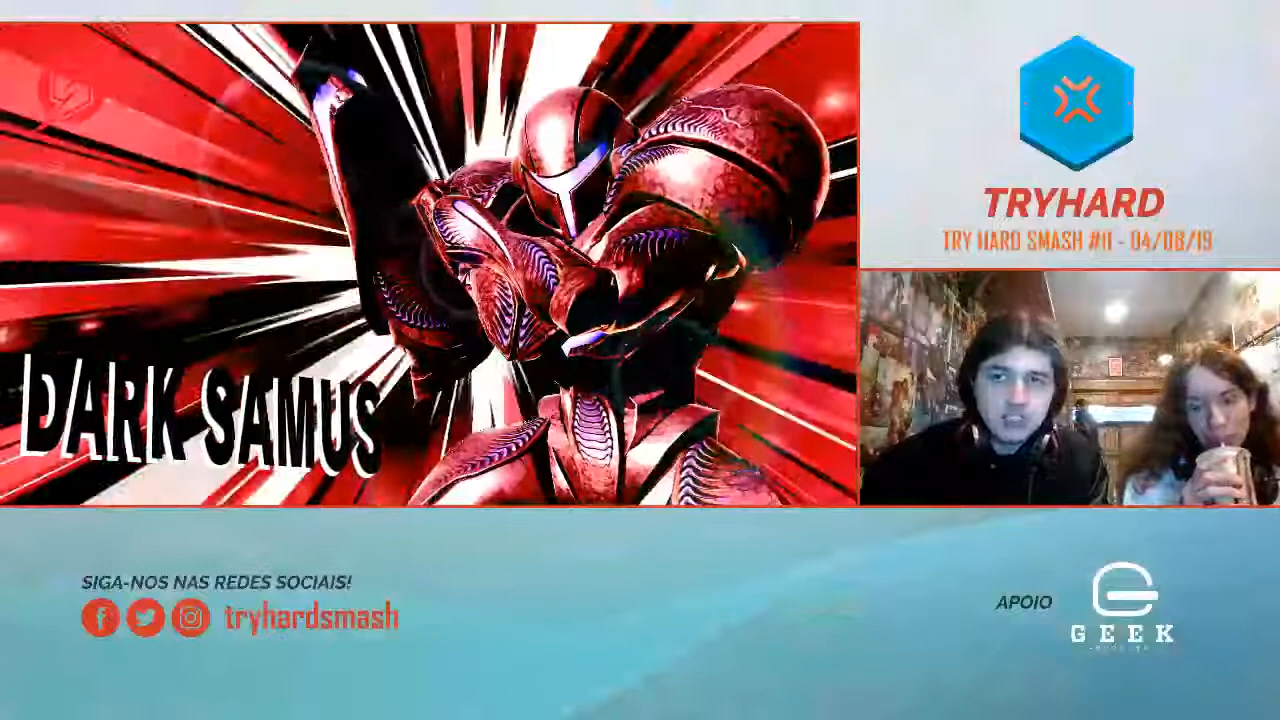 DARK SAMUS
TRYHARD
TRY HARD SMASH #11 - 04/08/19
SIGA-NOS NAS REDES SOCIAIS!
tryhardsmash
APOIO
GEEK